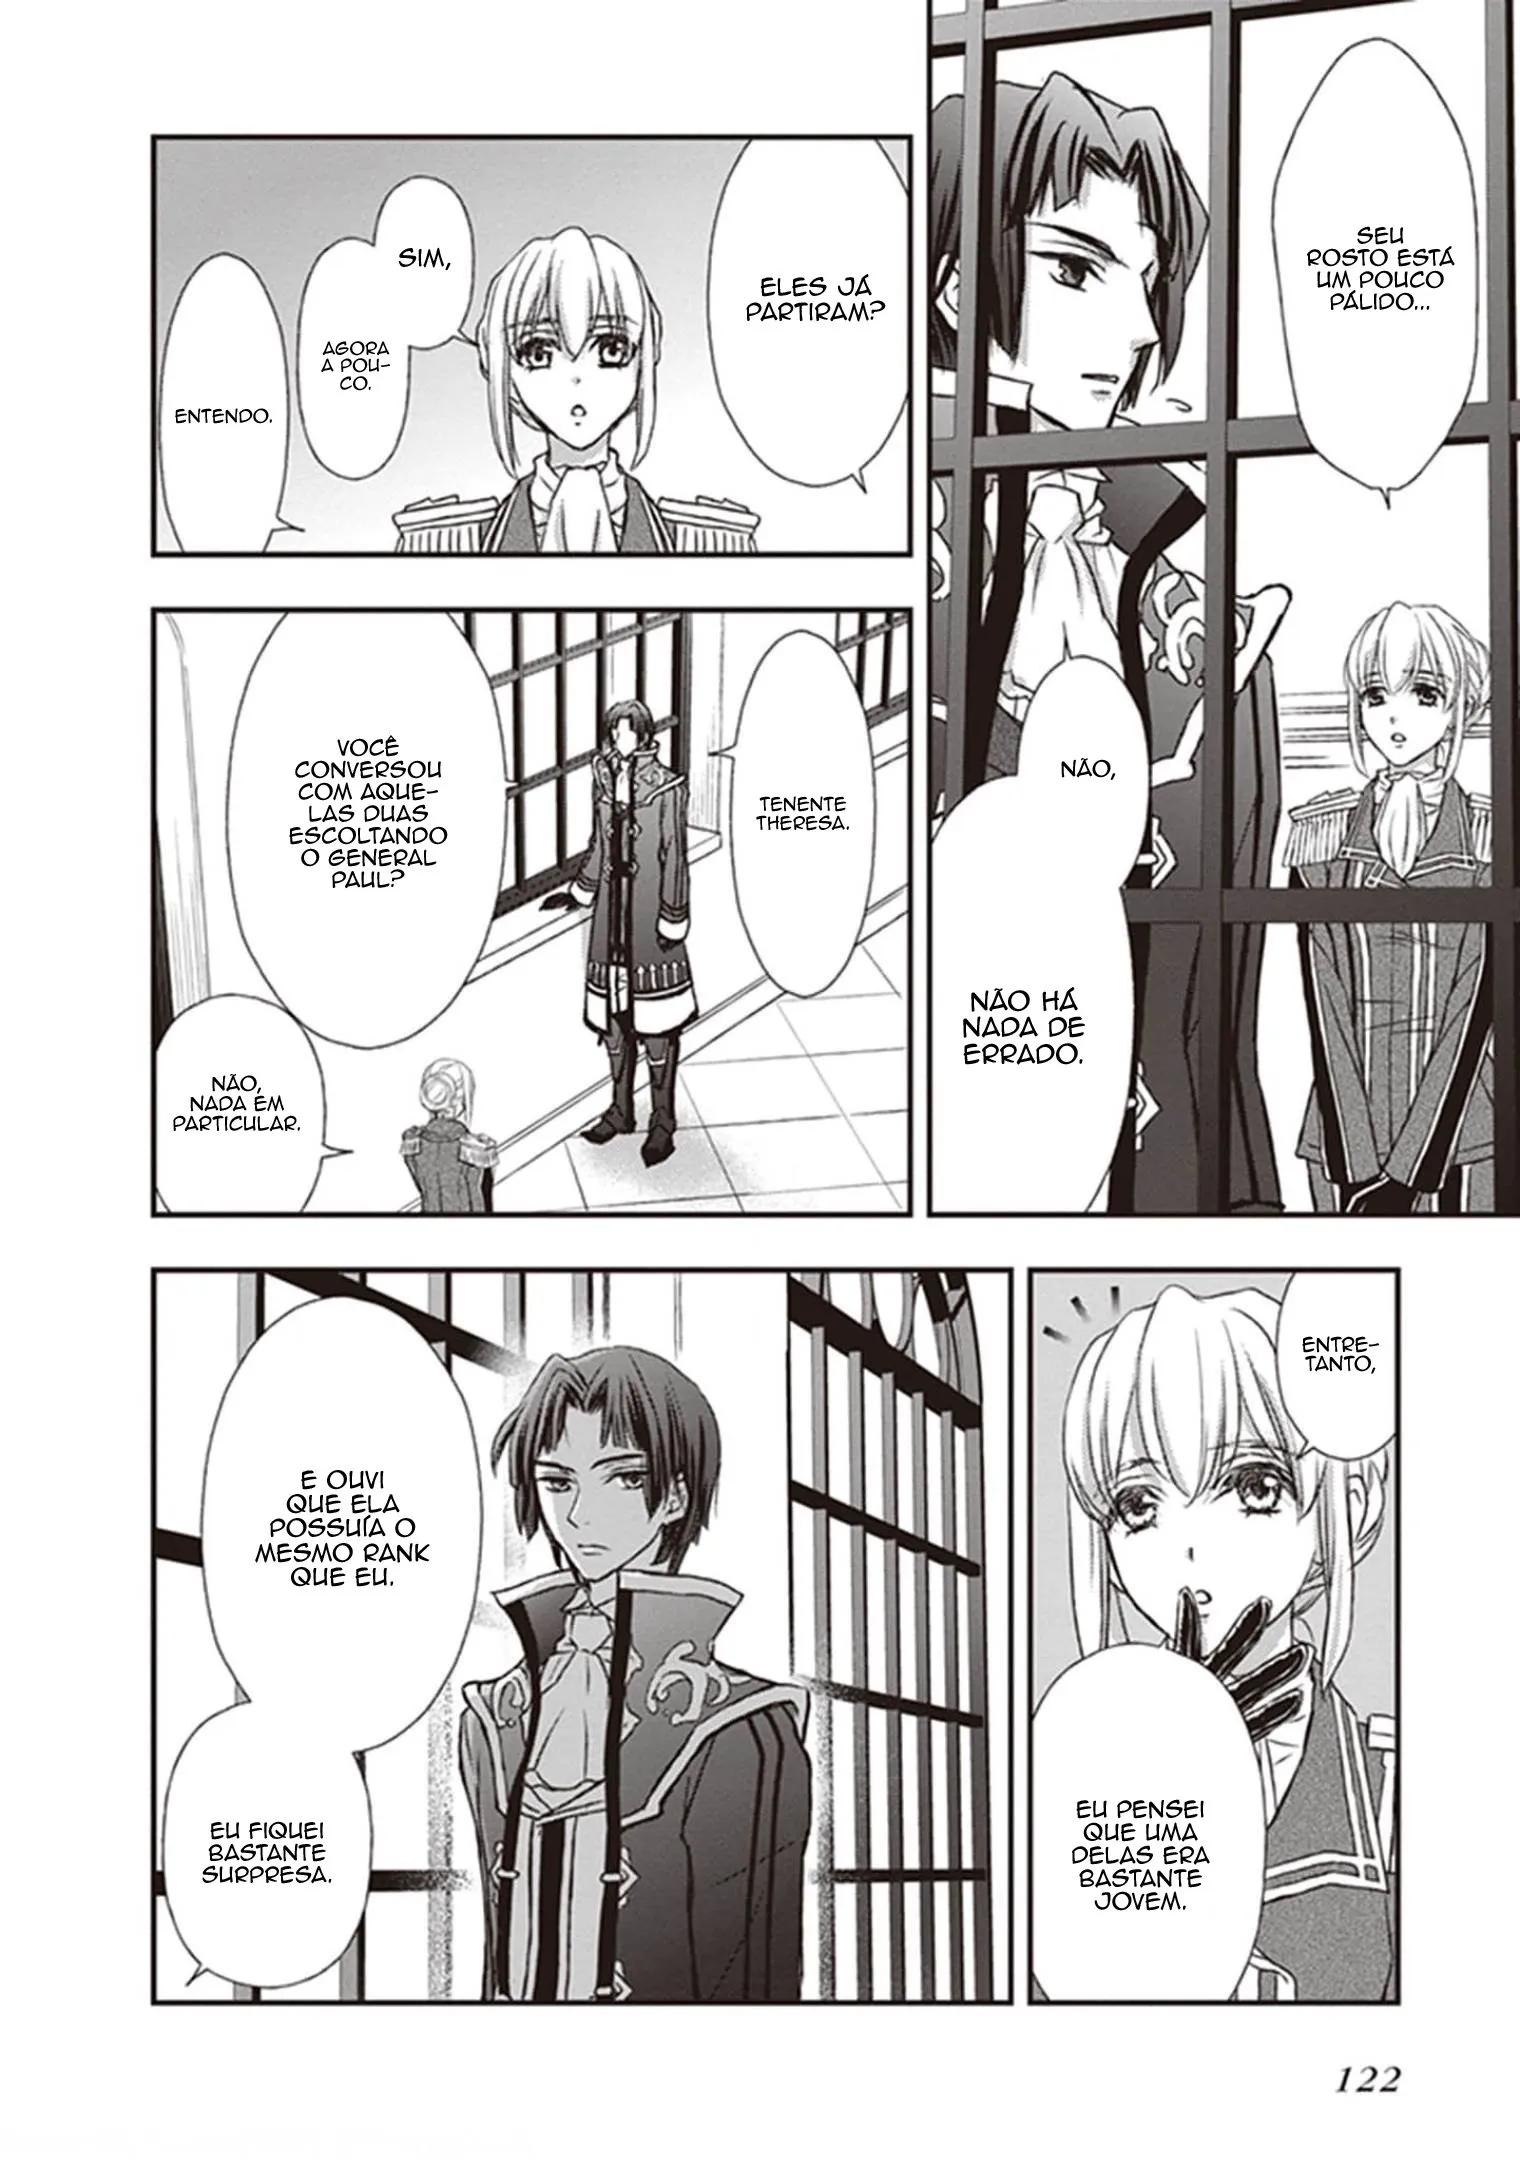 SEU
ROSTO ESTÁ
UM POUCO
PÁLIDO...
NÃO,
NÃO HÁ
NADA DE
ERRADO.
ELES JÁ
PARTIRAM?
SIM,
AGORA
A POU-
CO.
ENTENDO.
TENENTE
THERESA.
VOCÊ
CONVERSOU
COM AQUE-
LAS DUAS
ESCOLTANDO
O GENERAL
PAUL?
NÃO,
NADA EM
PARTICULAR.
ENTRE-
TANTO,
EU PENSEI
QUE UMA
DELAS ERA
BASTANTE
JOVEM.
E OUVI
QUE ELA
POSSUÍA O
MESMO RANK
QUE EU.
EU FIQUEI
BASTANTE
SURPRESA.
122